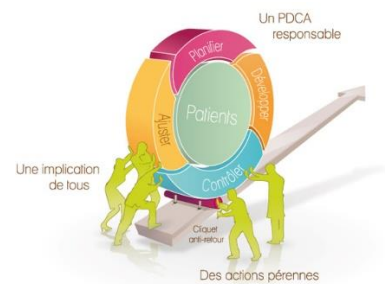 Un PDCA
responsable
Planifier
Développer
Patients
Ajuster
Contrôler
Une implication
de tous
Cliquet
anti-retour
Des actions pérennes